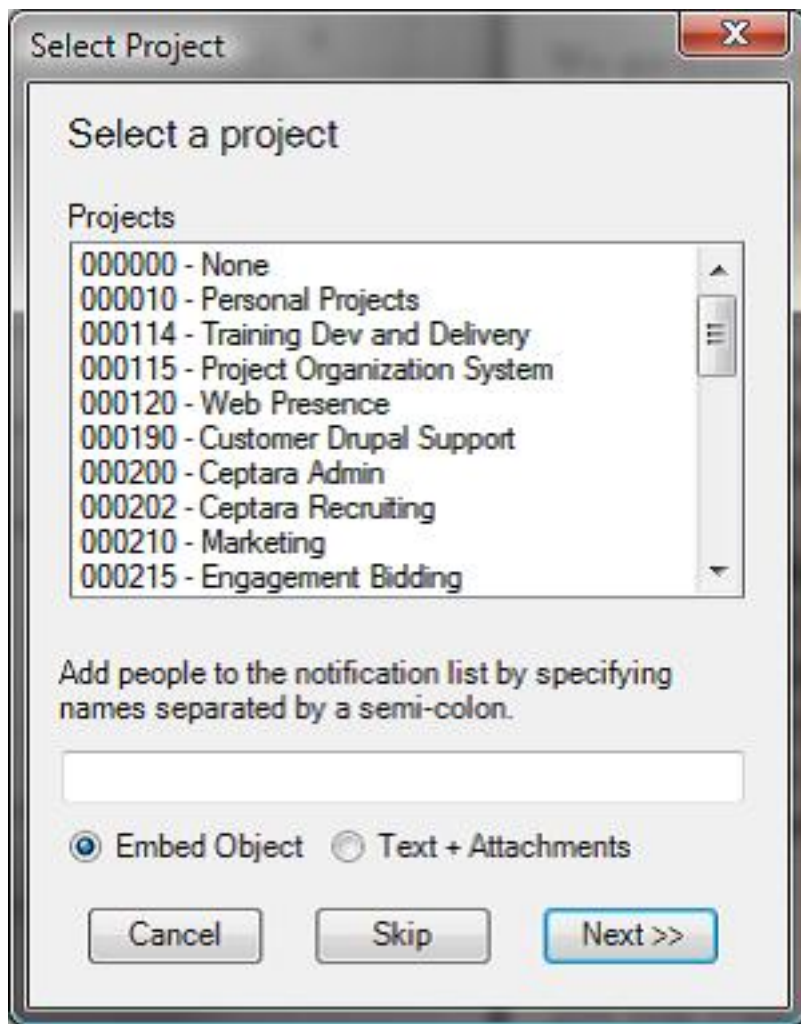 Select Project
Select a project
Projects
000000 - None
000010 - Personal Projects
000114 - Training Dev and Delivery
000115 - Project Organization System
000120 - Web Presence
000190 - Customer Drupal Support
000200 - Ceptara Admin
000202 - Ceptara Recruiting
000210 - Marketing
000215 - Engagement Bidding
Add people to the notification list by specifying
names separated by a semi-colon.
Embed Object Text + Attachments
Cancel Skip Next >>